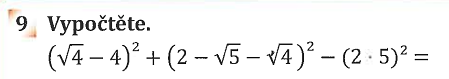 9 Vypočtěte.
(√4 − 4)² + (2 − √5 − √4)² − (2 · 5)² =